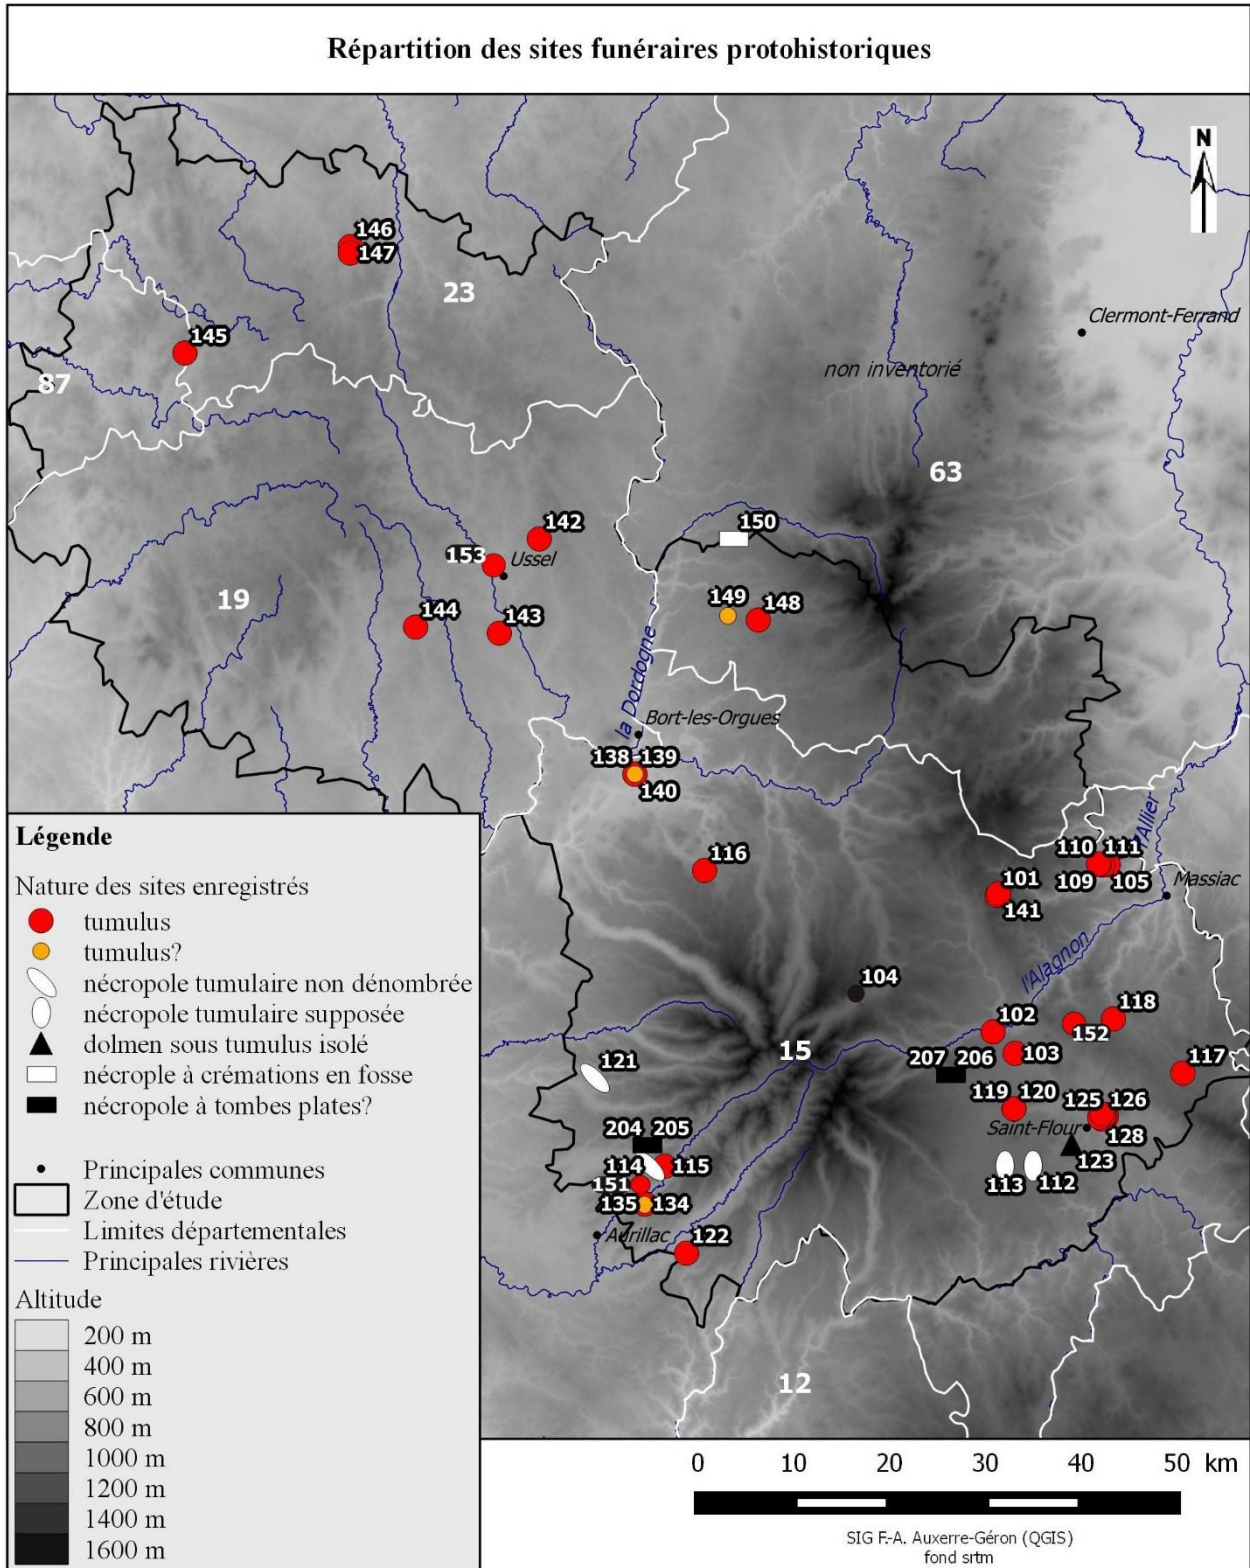 Répartition des sites funéraires protohistoriques
N
146
147
23
Clermont-Ferrand
145
non inventorié
87
63
142
150
153
Ussel
19
149
148
144
143
la Dordogne
Bort-les-Orgues
138 139
140
l'Allier
110 111
109 105
Massiac
116
101
141
l'Alagnon
104
118
102
152
15
207 206
103
121
117
119 120
125 126
Saint-Flour
128
204 205
123
114 115
113 112
151
135 134
Aurillac
122
12
Légende
Nature des sites enregistrés
tumulus
tumulus?
nécropole tumulaire non dénombrée
nécropole tumulaire supposée
dolmen sous tumulus isolé
nécrople à crémations en fosse
nécropole à tombes plates?
Principales communes
Zone d'étude
Limites départementales
Principales rivières
Altitude
200 m
400 m
600 m
800 m
1000 m
1200 m
1400 m
1600 m
0 10 20 30 40 50 km
SIG F.-A. Auxerre-Géron (QGIS)
fond srtm